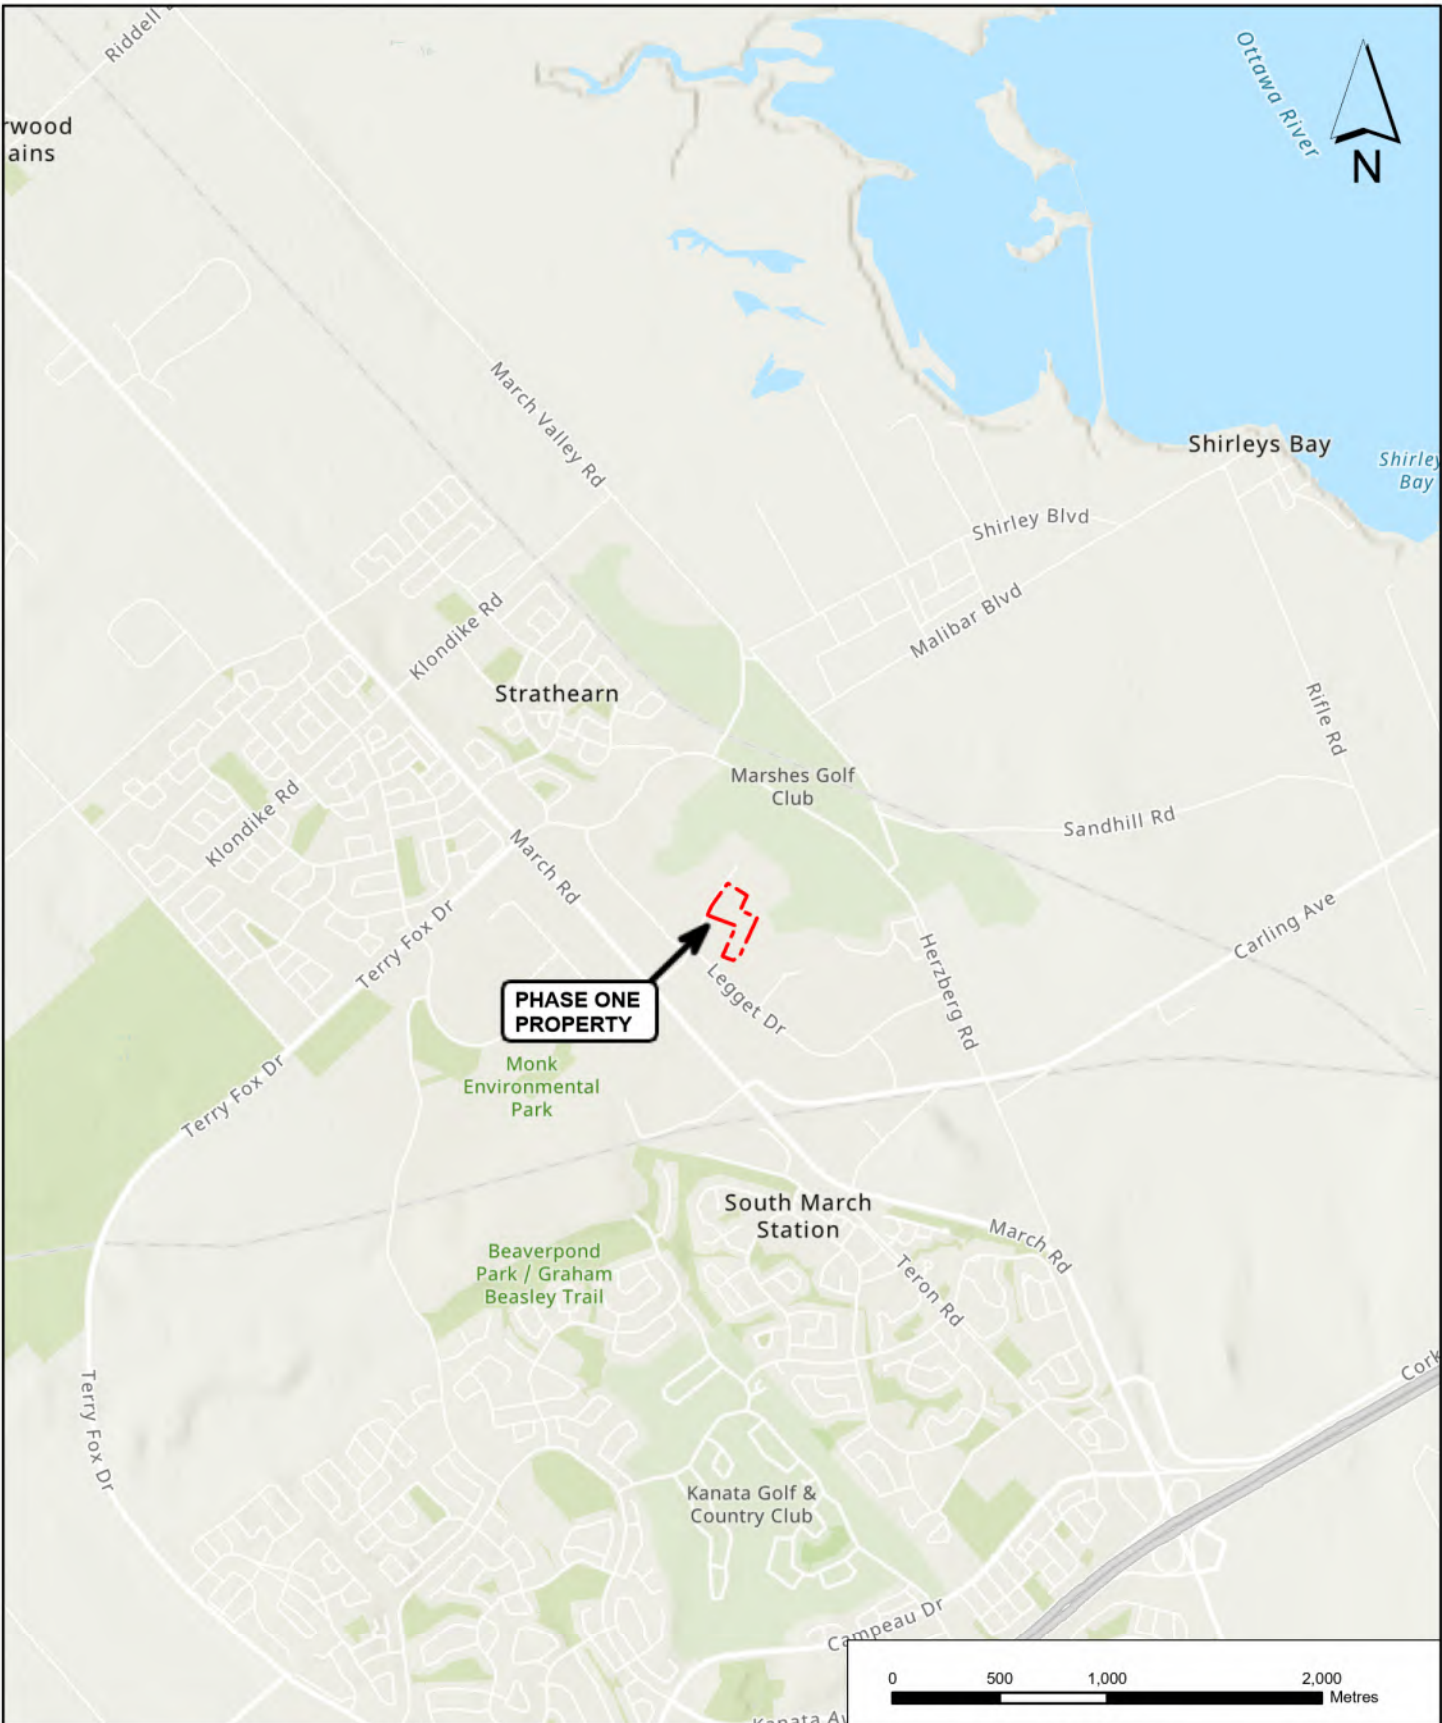 Riddell
Ottawa River
N
rwood
ains
March Valley Rd
Shirleys Bay
Shirley
Bay
Shirley Blvd
Malibar Blvd
Klondike Rd
Strathearn
Rifle Rd
Marshes Golf
Club
Klondike Rd
Sandhill Rd
March Rd
Terry Fox Dr
Carling Ave
Herzberg Rd
Legget Dr
PHASE ONE
PROPERTY
Monk
Environmental
Park
Terry Fox Dr
South March
Station
March Rd
Beaverpond
Park / Graham
Beasley Trail
Teron Rd
Cork
Terry Fox Dr
Kanata Golf &
Country Club
Campeau Dr
0 500 1,000 2,000
Metres
Kanata Av